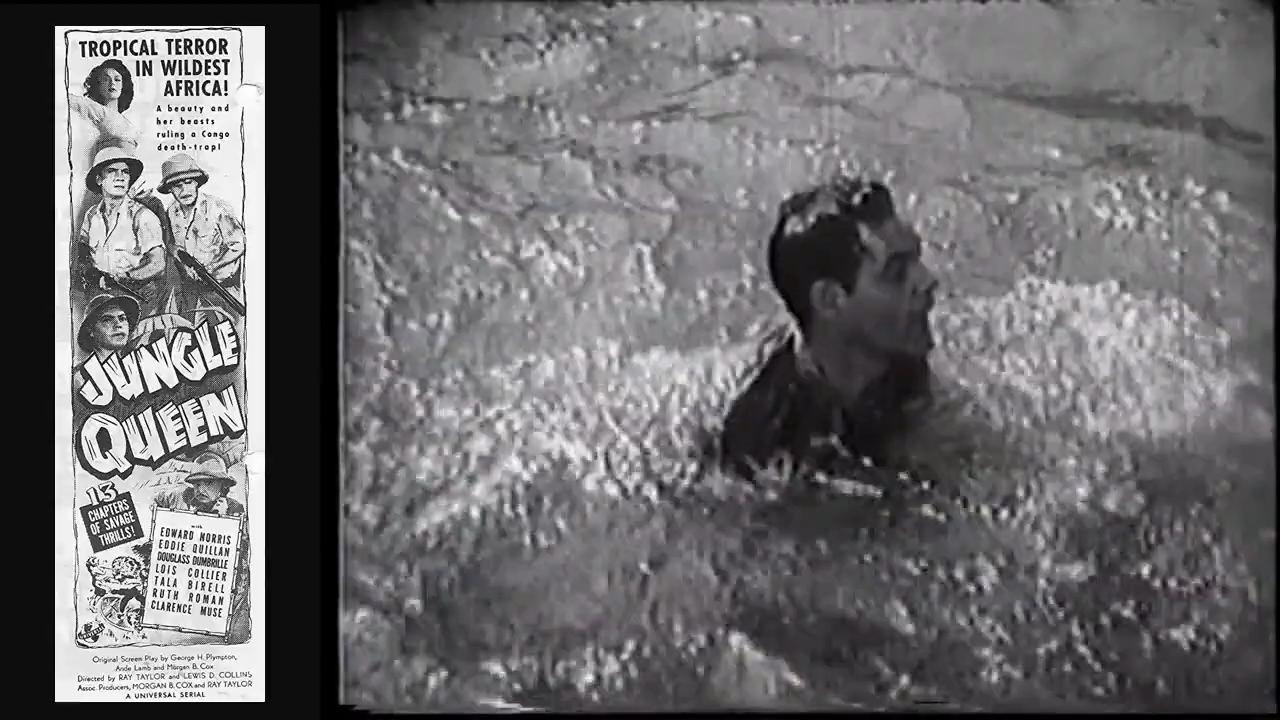 TROPICAL TERROR
IN WILDEST
AFRICA!
A beauty and
her beasts
ruling a Congo
death-trap!
JUNGLE
QUEEN
13
CHAPTERS
OF SAVAGE
THRILLS!
with
EDWARD NORRIS
EDDIE QUILLAN
DOUGLASS DUMBRILLE
LOIS COLLIER
TALA BIRELL
RUTH ROMAN
CLARENCE MUSE
Original Screen Play by George H. Plympton,
Ande Lamb and Morgan B. Cox
Directed by RAY TAYLOR and LEWIS D. COLLINS
Assoc. Producers, MORGAN B. COX and RAY TAYLOR
A UNIVERSAL SERIAL